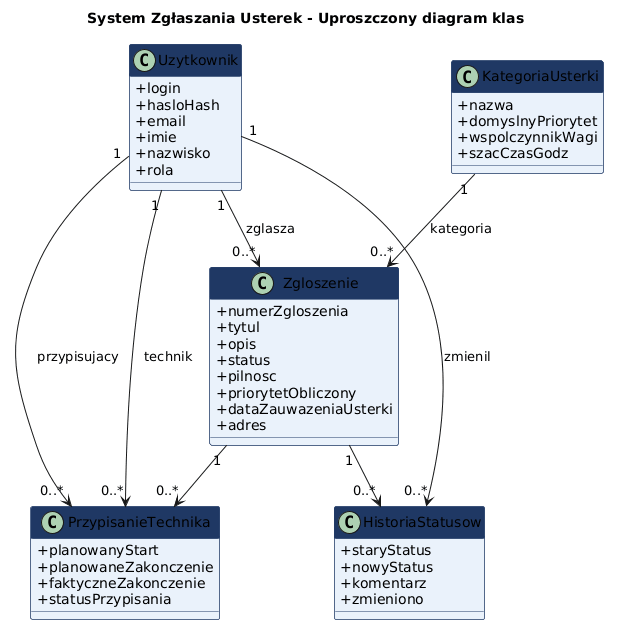 System Zgłaszania Usterek - Uproszczony diagram klas
C Uzytkownik
+login
+hasloHash
+email
+imie
+nazwisko
+rola
C KategoriaUsterki
+nazwa
+domyslnyPriorytet
+wspolczynnikWagi
+szacCzasGodz
1
1
1
1
1
zglasza
kategoria
0..*
0..*
C Zgloszenie
+numerZgloszenia
+tytul
+opis
+status
+pilnosc
+priorytetObliczony
+dataZauwazeniaUsterki
+adres
przypisujacy
technik
zmienil
1
1
0..*
0..*
0..*
0..*
0..*
C PrzypisanieTechnika
+planowanyStart
+planowaneZakonczenie
+faktyczneZakonczenie
+statusPrzypisania
C HistoriaStatusow
+staryStatus
+nowyStatus
+komentarz
+zmieniono